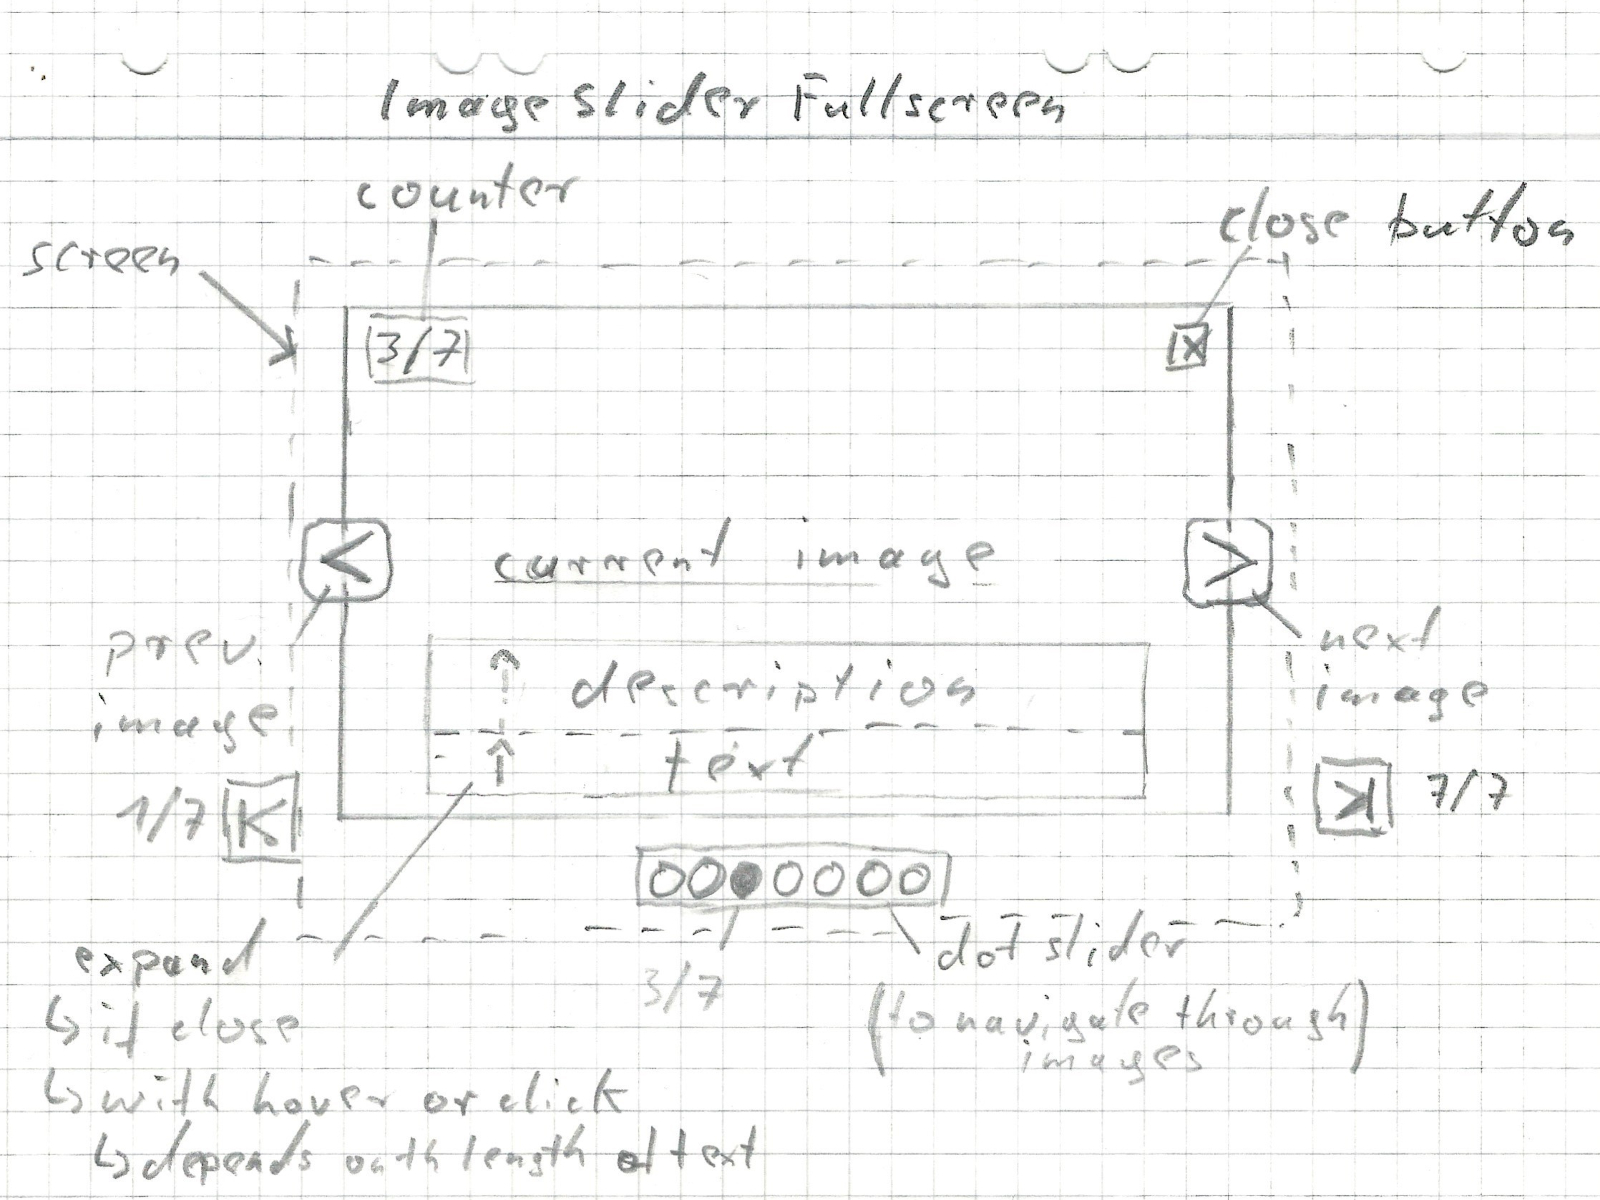 Image Slider Fullscreen
counter
close button
screen
3/7
x
<
current image
>
prev.
image
next
image
description
text
1/7 K
>| 7/7
expand
3/7
dot slider
(to navigate through
images)
↳ if close
↳ with hover or click
↳ depends on th length of text